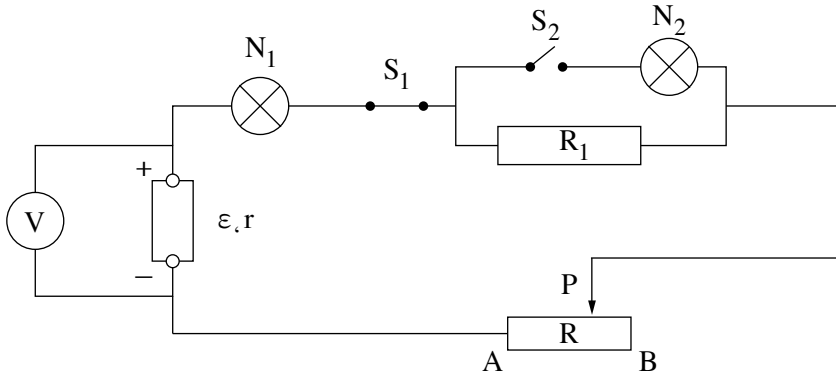 N₁
S₁
S₂
N₂
R₁
+
V
ε, r
−
P
R
A
B